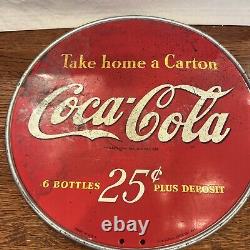 Take home a Carton
Coca-Cola
6 BOTTLES 25¢ PLUS DEPOSIT